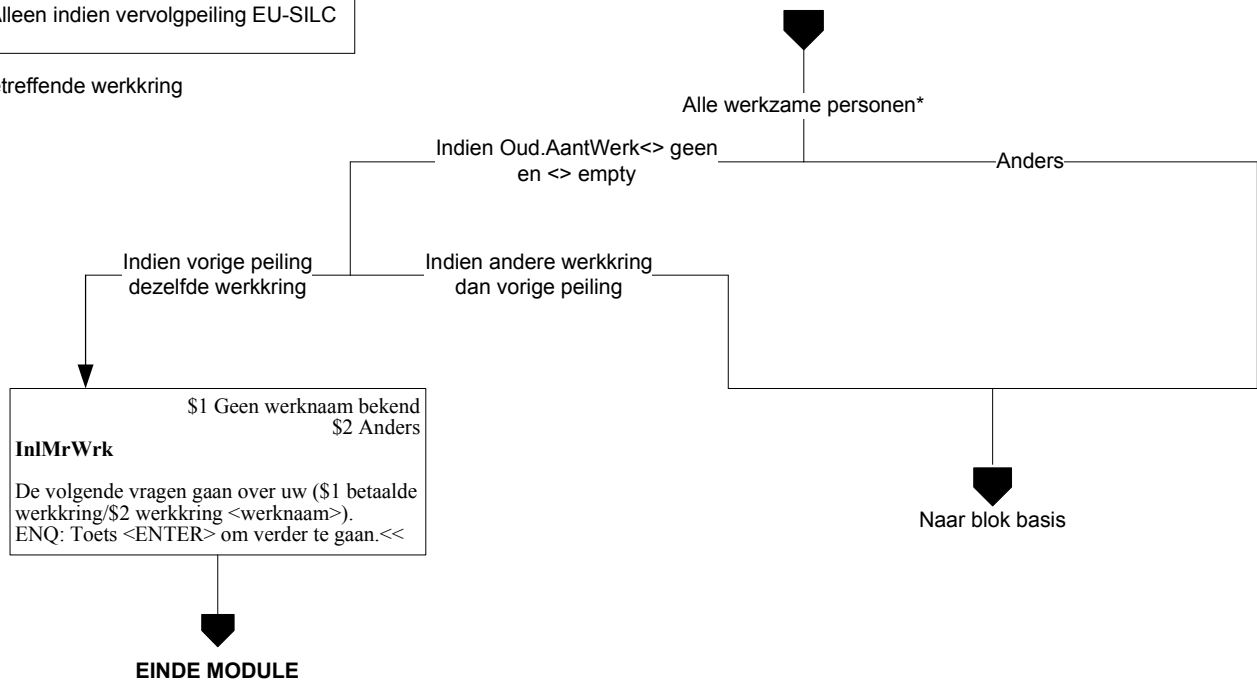 Alleen indien vervolgpeiling EU-SILC
treffende werkkring
Alle werkzame personen*
Indien Oud.AantWerk<> geen
en <> empty
Anders
Indien vorige peiling
dezelfde werkkring
Indien andere werkkring
dan vorige peiling
$1 Geen werknaam bekend
$2 Anders
InlMrWrk
De volgende vragen gaan over uw ($1 betaalde
werkkring/$2 werkkring <werknaam>).
ENQ: Toets <ENTER> om verder te gaan.<<
Naar blok basis
EINDE MODULE